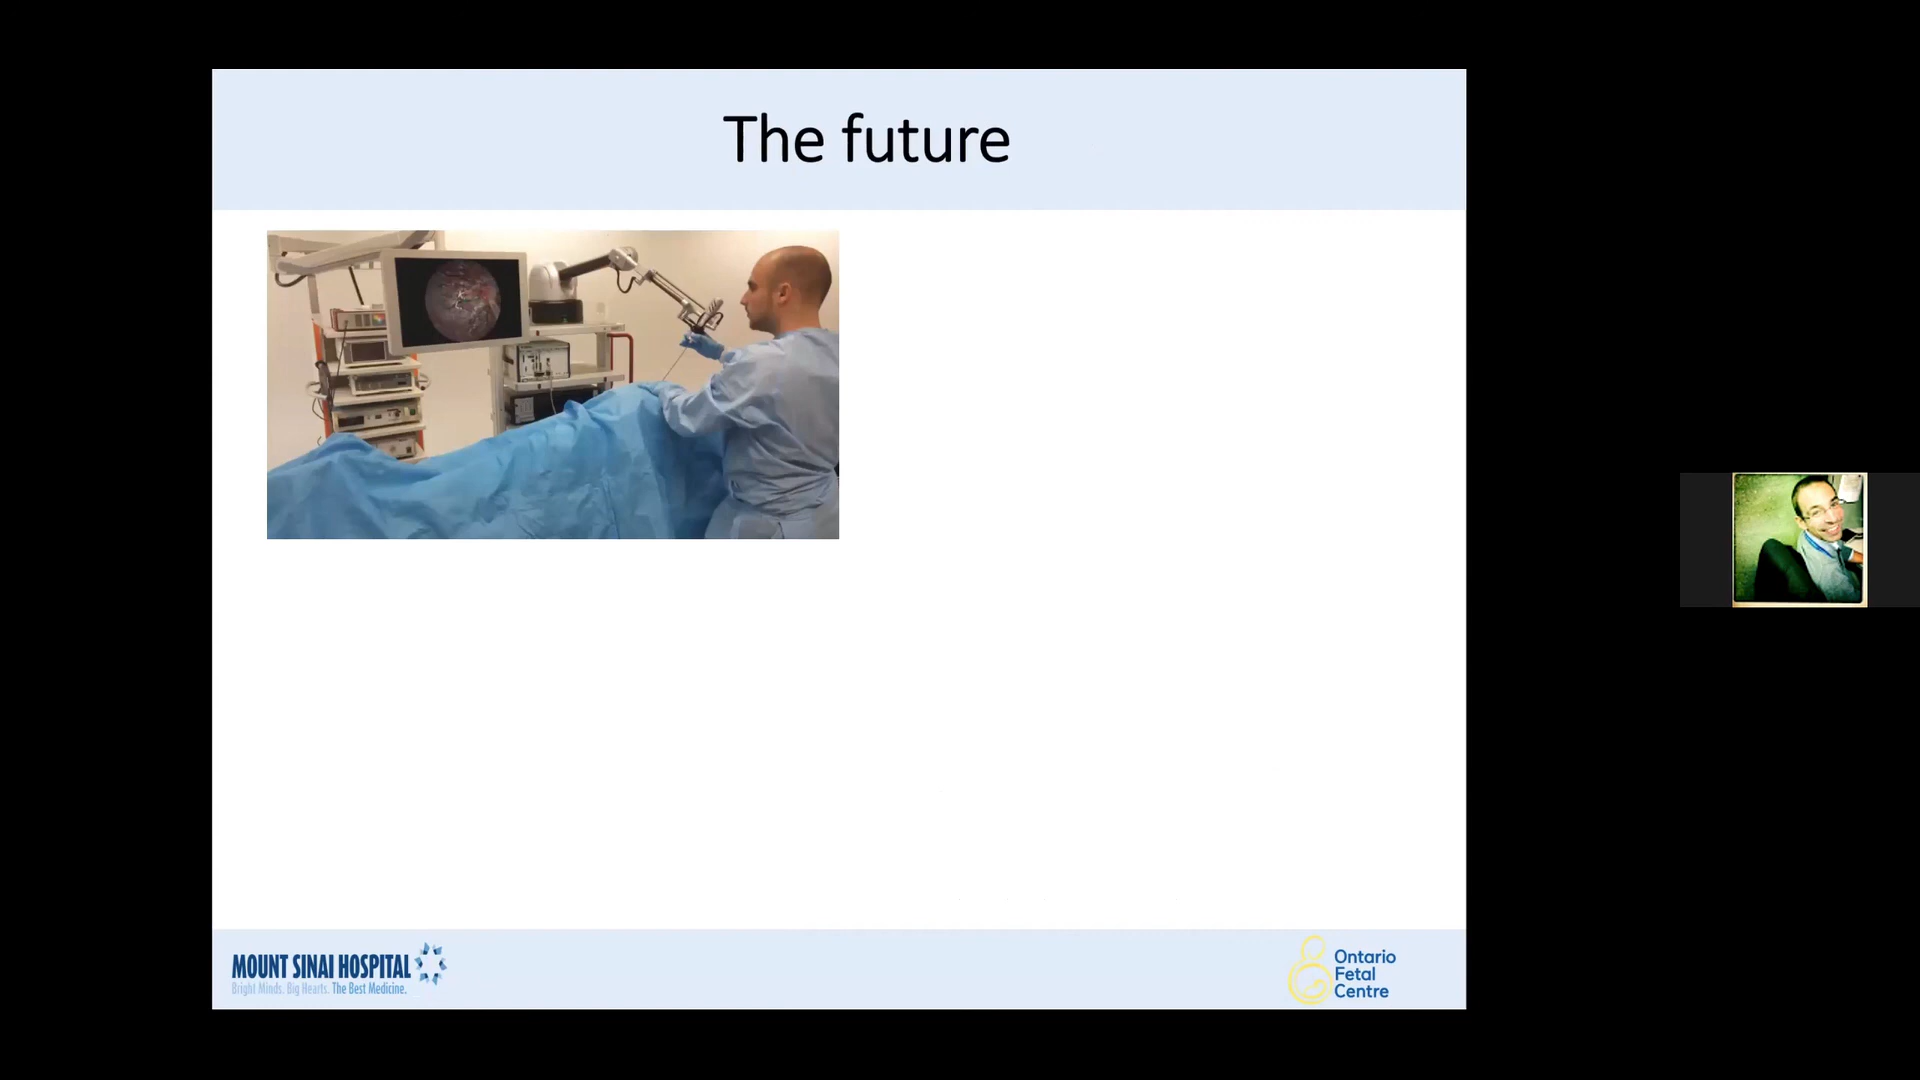 The future
MOUNT SINAI HOSPITAL
Bright Minds. Big Hearts. The Best Medicine.
Ontario
Fetal
Centre